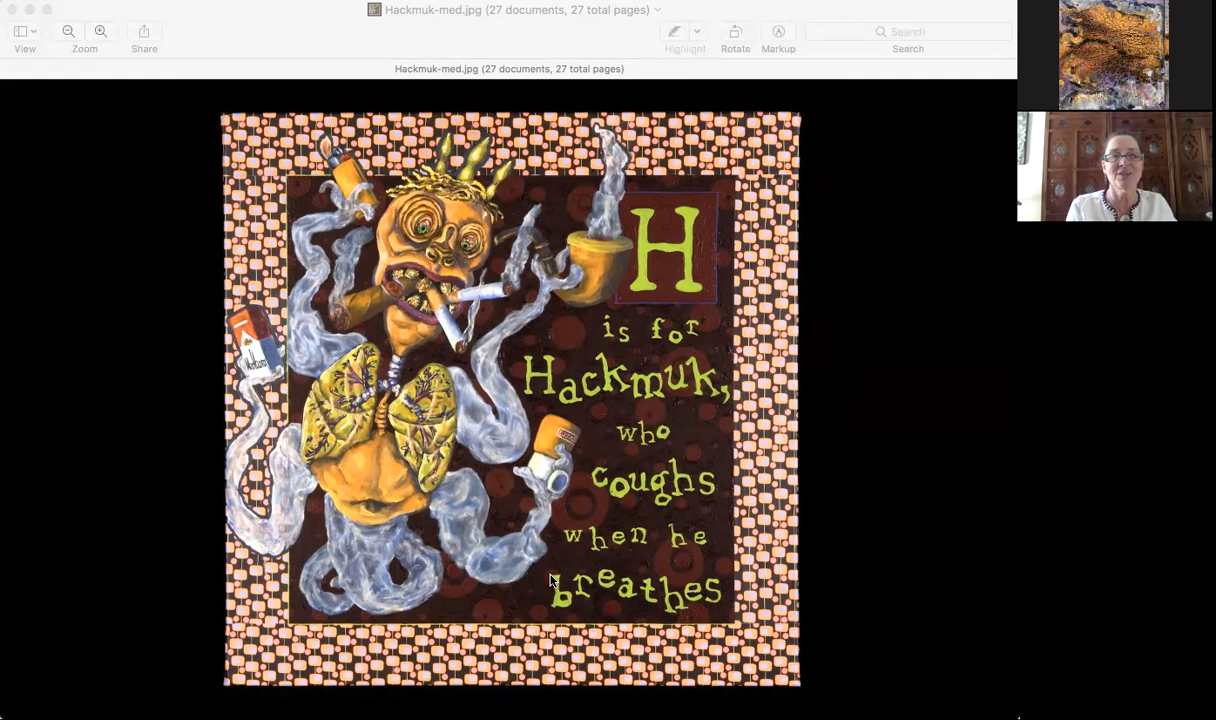 Hackmuk-med.jpg (27 documents, 27 total pages)
View
Zoom
Share
Highlight
Rotate
Markup
Search
Search
Hackmuk-med.jpg (27 documents, 27 total pages)
H
is for
Hackmuk,
who
coughs
when he
breathes